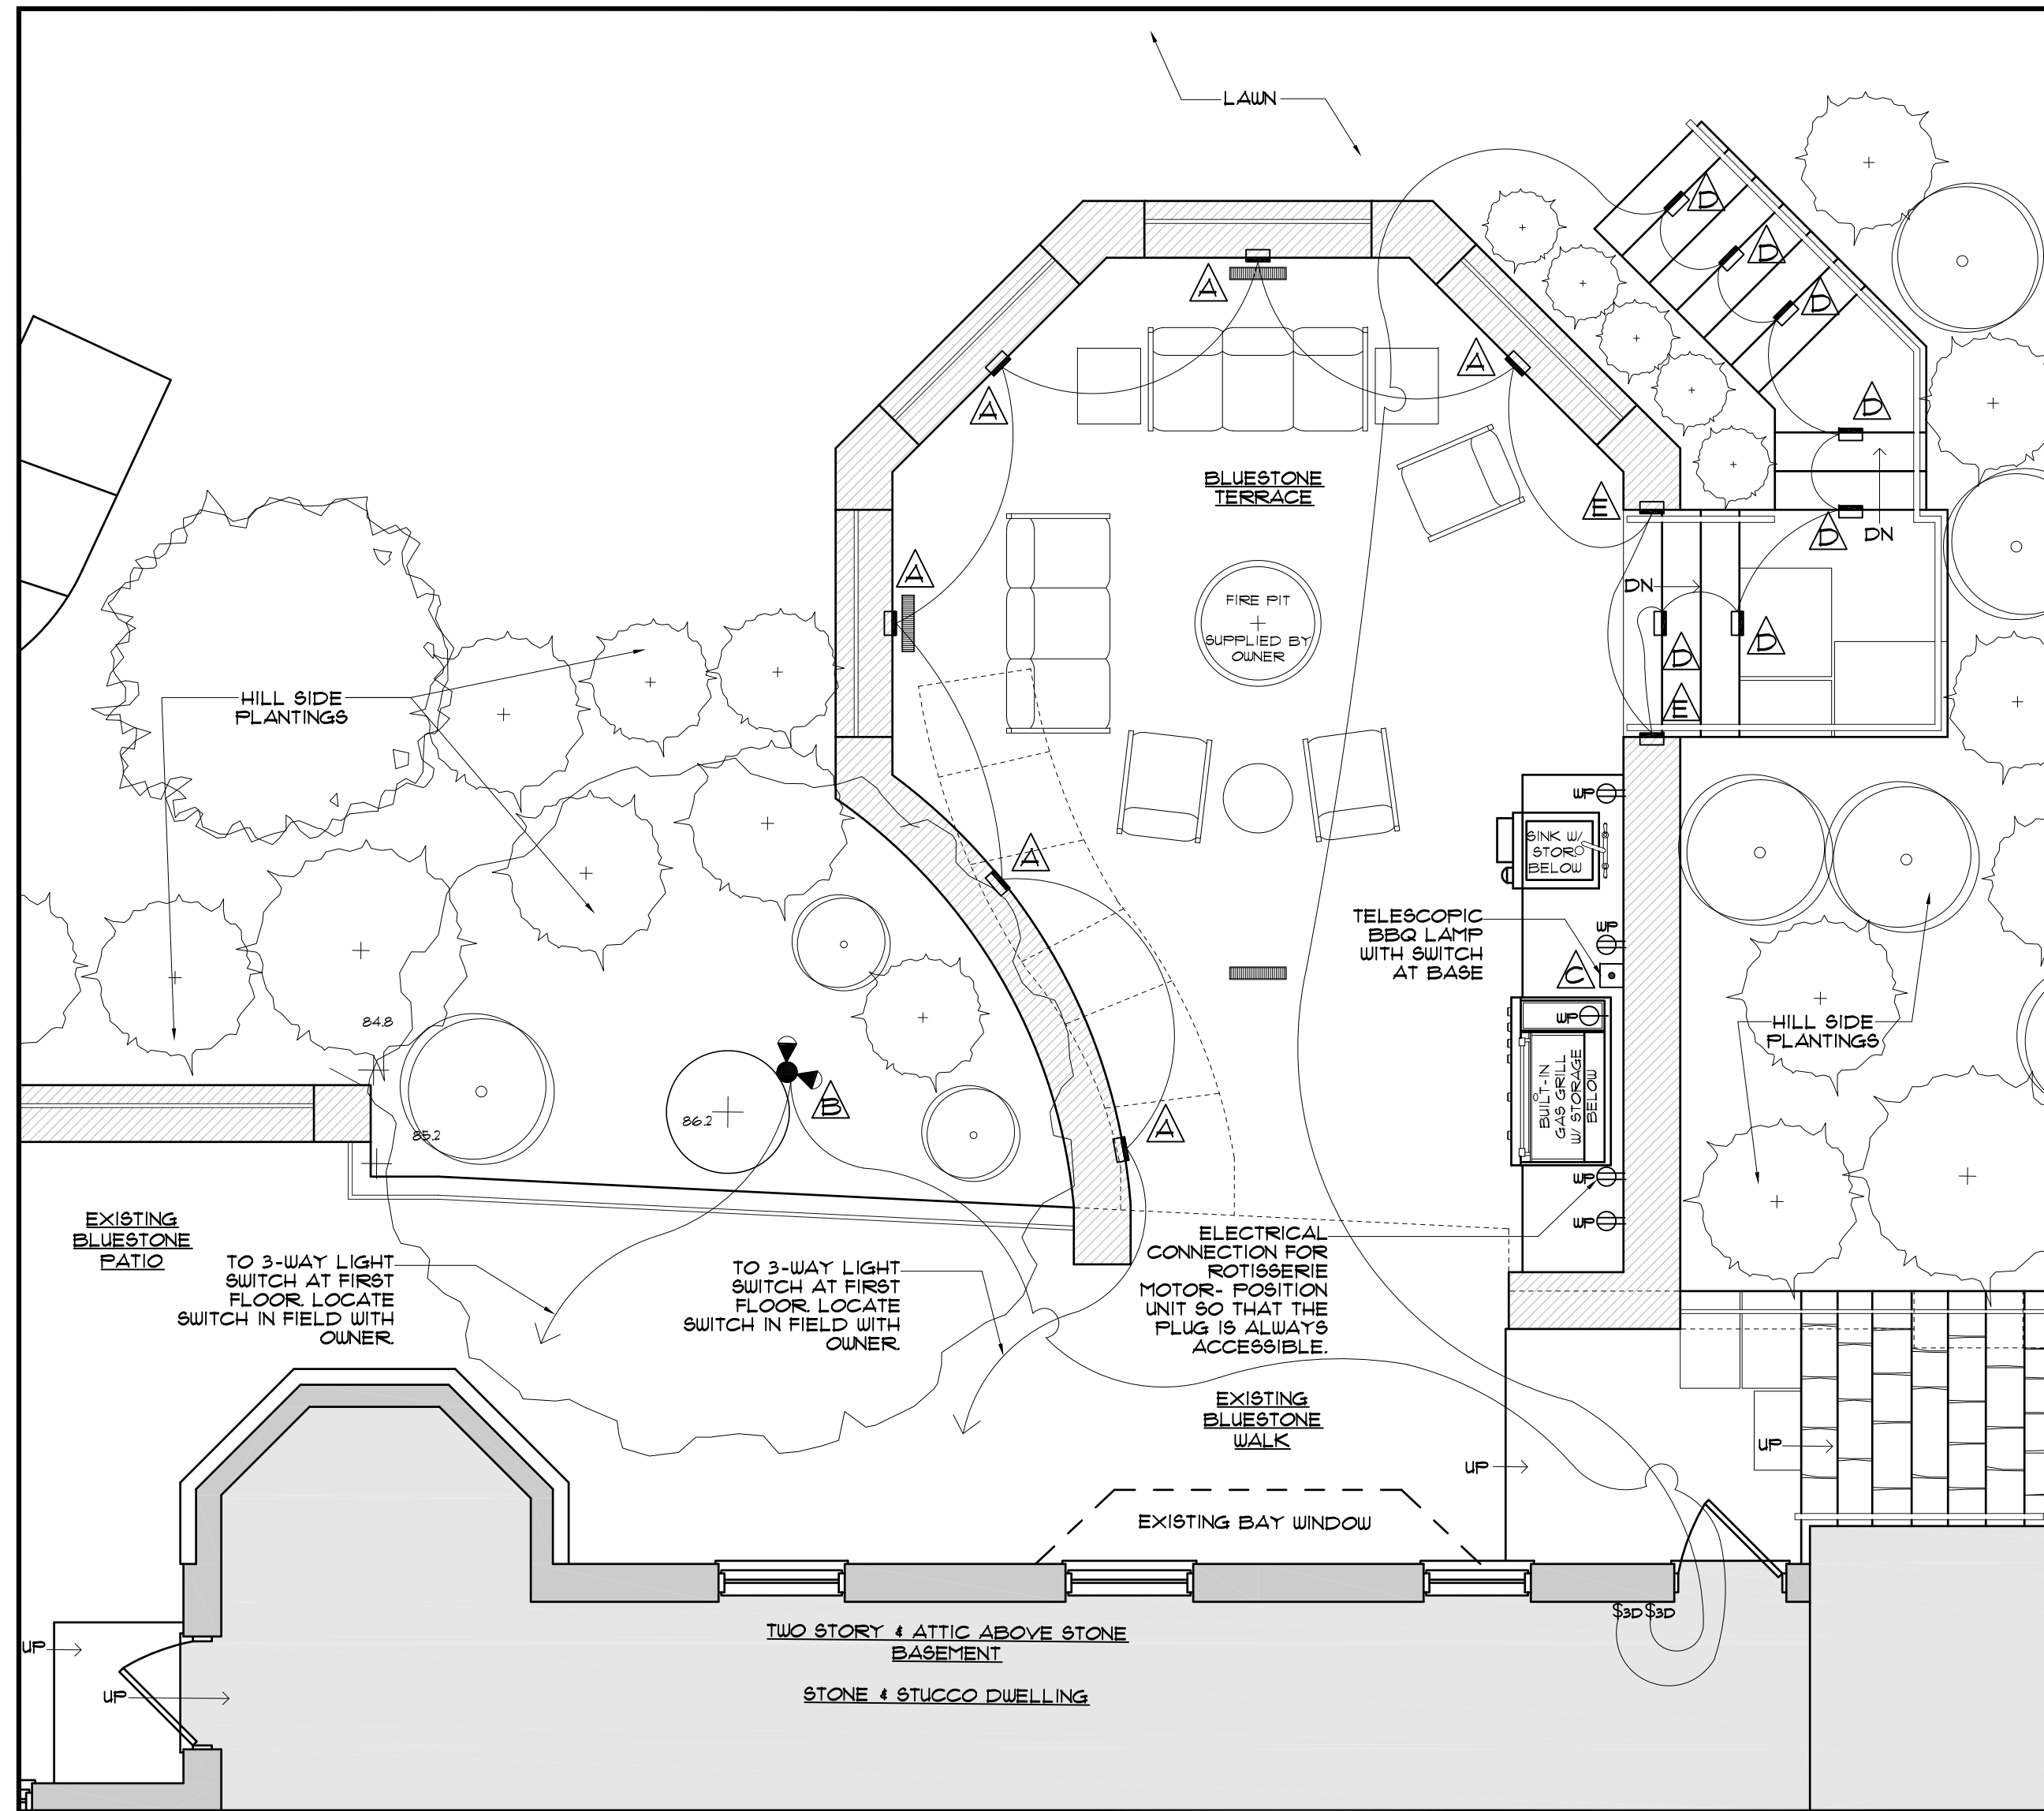 LAWN
D
D
D
A
A
A
D
BLUESTONE
TERRACE
E
D
DN
A
DN
FIRE PIT
SUPPLIED BY
OWNER
D
D
E
HILL SIDE
PLANTINGS
WP
SINK W/
STOR.
BELOW
A
TELESCOPIC
BBQ LAMP
WITH SWITCH
AT BASE
WP
C
WP
84.8
HILL SIDE
PLANTINGS
BUILT-IN
GAS GRILL
W/ STORAGE
BELOW
B
86.2
85.2
A
WP
WP
EXISTING
BLUESTONE
PATIO
TO 3-WAY LIGHT
SWITCH AT FIRST
FLOOR. LOCATE
SWITCH IN FIELD WITH
OWNER.
TO 3-WAY LIGHT
SWITCH AT FIRST
FLOOR. LOCATE
SWITCH IN FIELD WITH
OWNER.
ELECTRICAL
CONNECTION FOR
ROTISSERIE
MOTOR- POSITION
UNIT SO THAT THE
PLUG IS ALWAYS
ACCESSIBLE.
EXISTING
BLUESTONE
WALK
UP
UP
EXISTING BAY WINDOW
$3D $3D
TWO STORY & ATTIC ABOVE STONE
BASEMENT
STONE & STUCCO DWELLING
UP
UP